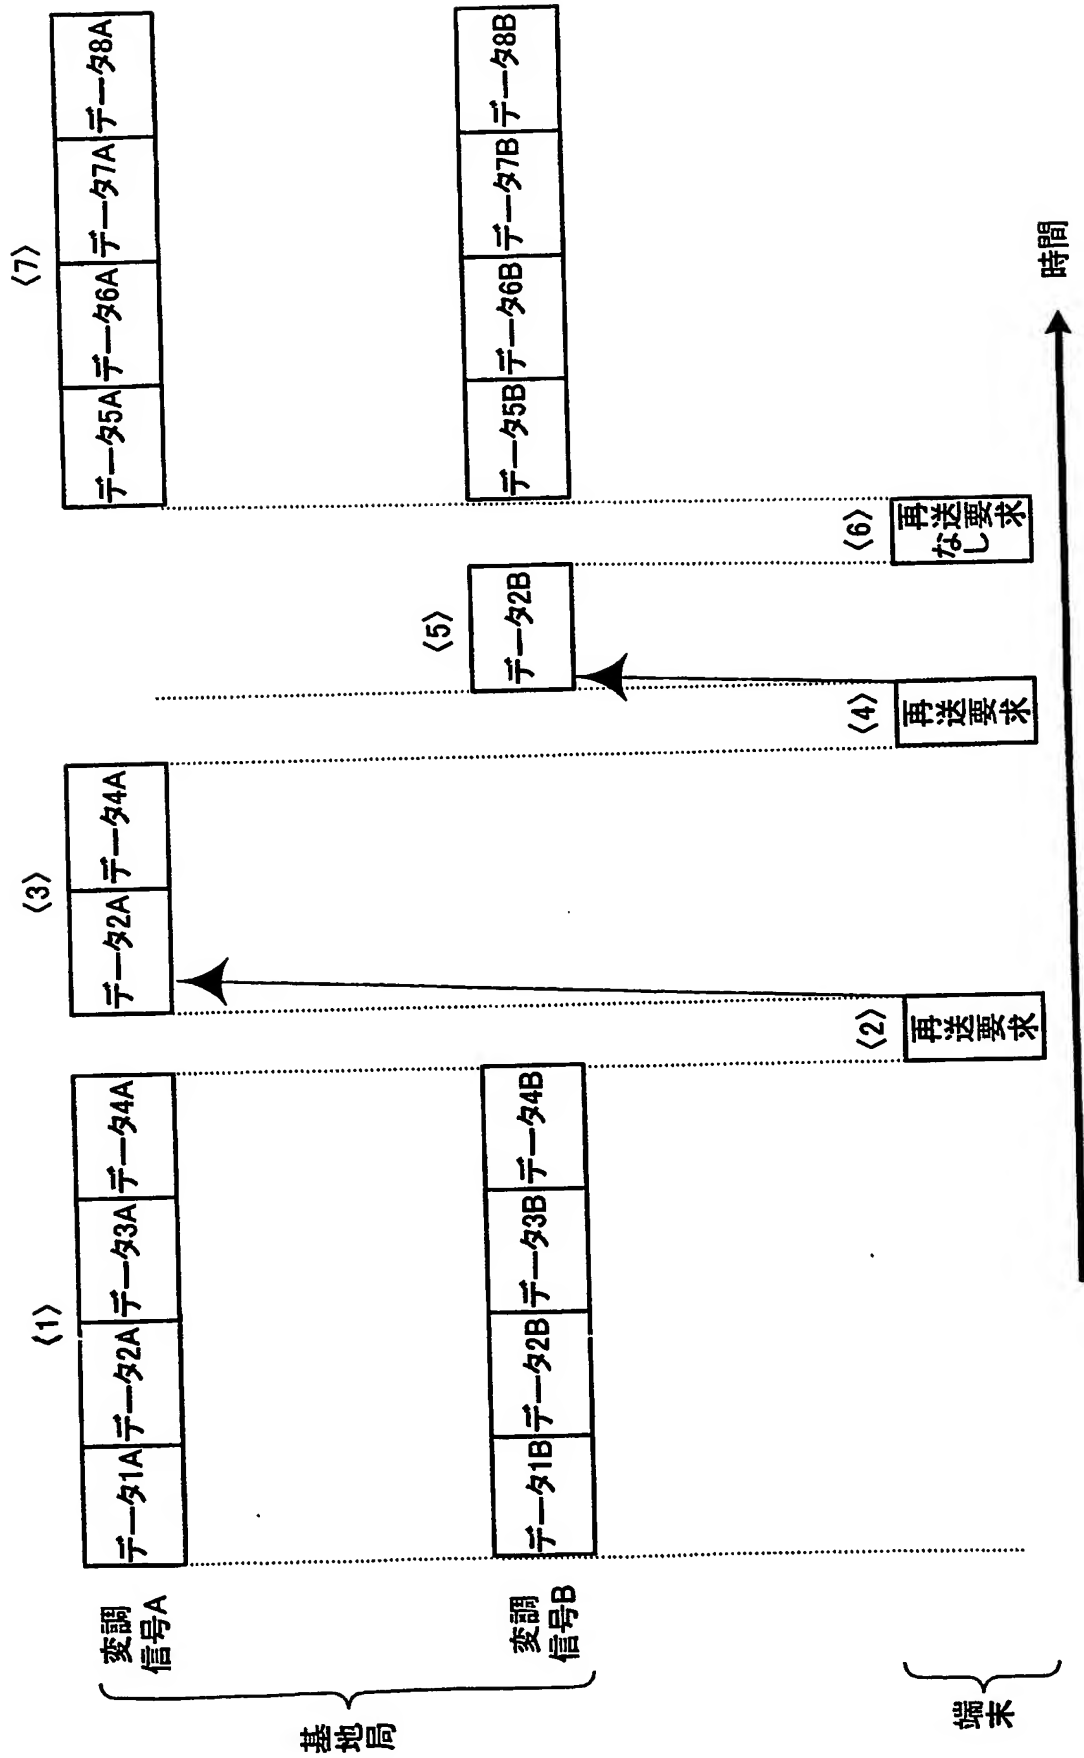 基地局
変調
信号A
〈1〉
データ1A
データ2A
データ3A
データ4A
〈3〉
データ2A
データ4A
〈7〉
データ5A
データ6A
データ7A
データ8A
変調
信号B
データ1B
データ2B
データ3B
データ4B
〈5〉
データ2B
データ5B
データ6B
データ7B
データ8B
端末
〈2〉
再送要求
〈4〉
再送要求
〈6〉
再送要求
なし
時間